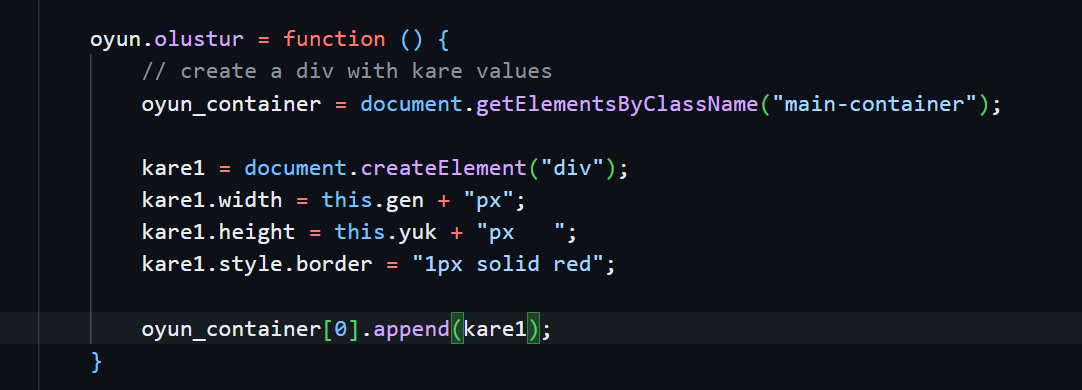 oyun.olustur = function () {
// create a div with kare values
oyun_container = document.getElementsByClassName("main-container");
kare1 = document.createElement("div");
kare1.width = this.gen + "px";
kare1.height = this.yuk + "px   ";
kare1.style.border = "1px solid red";
oyun_container[0].append(kare1);
}